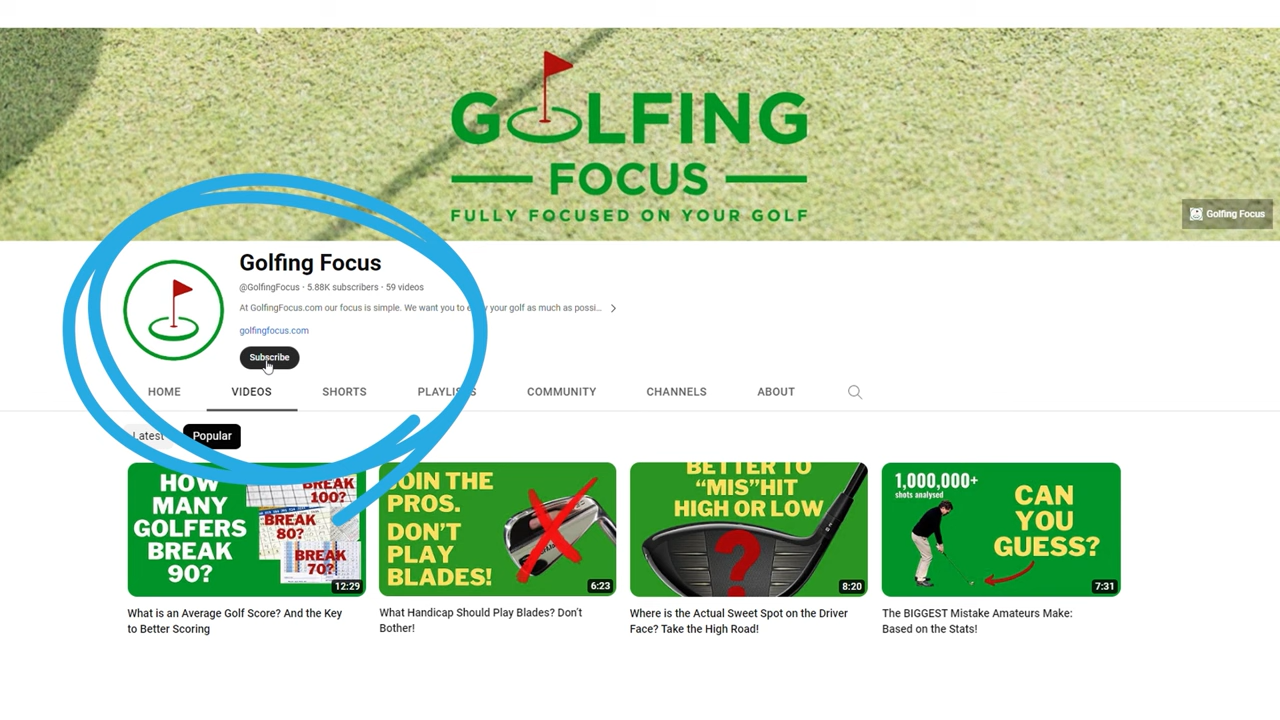 GOLFING
FOCUS
FULLY FOCUSED ON YOUR GOLF
Golfing Focus
Golfing Focus
@GolfingFocus · 5.88K subscribers · 59 videos
At GolfingFocus.com our focus is simple. We want you to enjoy your golf as much as possi...
golfingfocus.com
Subscribe
HOME VIDEOS SHORTS PLAYLISTS COMMUNITY CHANNELS ABOUT
Latest Popular
HOW
MANY
GOLFERS
BREAK
90?
BREAK
100?
BREAK
80?
BREAK
70?
12:29
JOIN THE
PROS.
DON'T
PLAY
BLADES!
6:23
BETTER TO
“MIS”HIT
HIGH OR LOW
?
8:20
1,000,000+
shots analysed
CAN
YOU
GUESS?
7:31
What is an Average Golf Score? And the Key
to Better Scoring
What Handicap Should Play Blades? Don't
Bother!
Where is the Actual Sweet Spot on the Driver
Face? Take the High Road!
The BIGGEST Mistake Amateurs Make:
Based on the Stats!